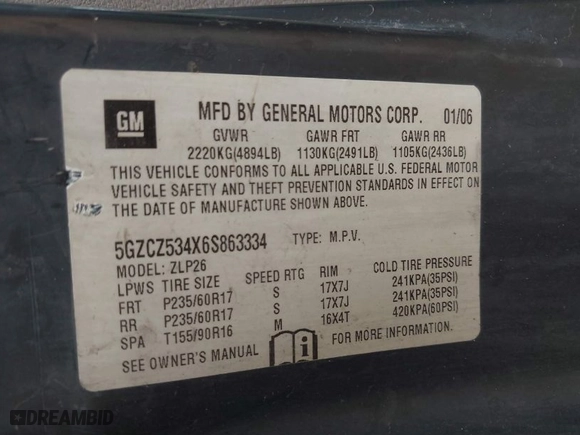 GM
MFD BY GENERAL MOTORS CORP. 01/06
GVWR GAWR FRT GAWR RR
2220KG(4894LB) 1130KG(2491LB) 1105KG(2436LB)
THIS VEHICLE CONFORMS TO ALL APPLICABLE U.S. FEDERAL MOTOR
VEHICLE SAFETY AND THEFT PREVENTION STANDARDS IN EFFECT ON
THE DATE OF MANUFACTURE SHOWN ABOVE.
5GZCZ534X6S863334 TYPE: M.P.V.
MODEL: ZLP26
LPWS TIRE SIZE SPEED RTG RIM COLD TIRE PRESSURE
FRT P235/60R17 S 17X7J 241KPA(35PSI)
RR P235/60R17 S 17X7J 241KPA(35PSI)
SPA T155/90R16 M 16X4T 420KPA(60PSI)
SEE OWNER'S MANUAL i FOR MORE INFORMATION.
DREAMBID